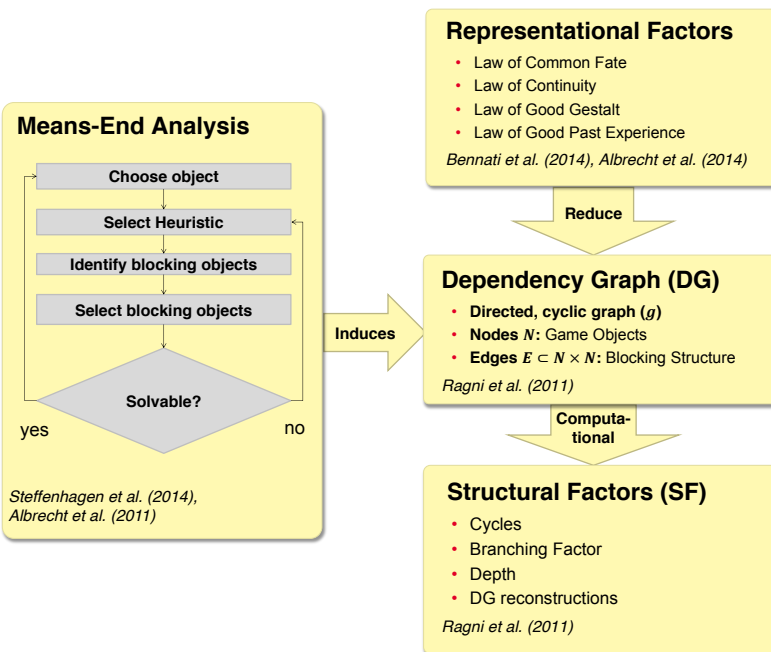 Means-End Analysis
Choose object
Select Heuristic
Identify blocking objects
Select blocking objects
Solvable?
yes
no
Steffenhagen et al. (2014),
Albrecht et al. (2011)
Induces
Representational Factors
• Law of Common Fate
• Law of Continuity
• Law of Good Gestalt
• Law of Good Past Experience
Bennati et al. (2014), Albrecht et al. (2014)
Reduce
Dependency Graph (DG)
• Directed, cyclic graph (g)
• Nodes N: Game Objects
• Edges E ⊂ N × N: Blocking Structure
Ragni et al. (2011)
Computa-
tional
Structural Factors (SF)
• Cycles
• Branching Factor
• Depth
• DG reconstructions
Ragni et al. (2011)